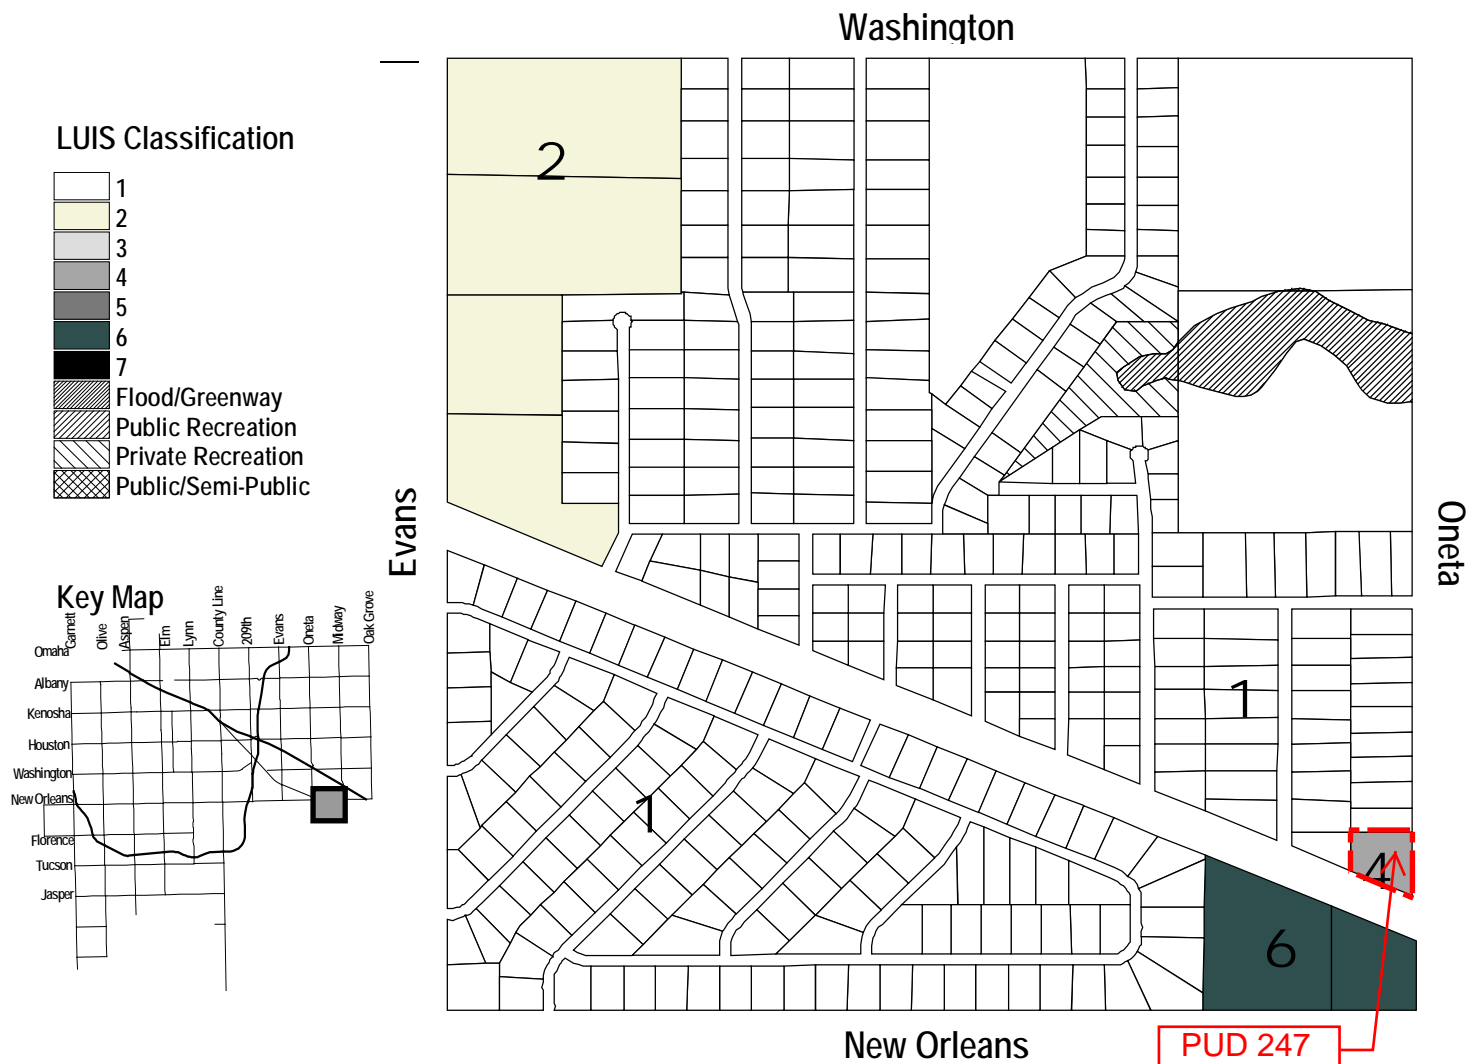 Washington
LUIS Classification
1
2
3
4
5
6
7
Flood/Greenway
Public Recreation
Private Recreation
Public/Semi-Public
2
Evans
Oneta
Key Map
Garnett
Olive
Aspen
Elm
Lynn
County Line
209th
Evans
Oneta
Midway
Oak Grove
Omaha
Albany
Kenosha
Houston
Washington
New Orleans
Florence
Tucson
Jasper
1
1
4
6
New Orleans
PUD 247